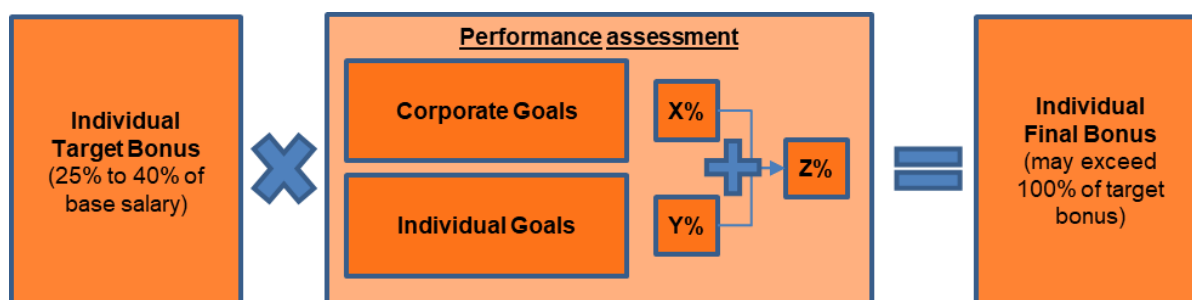 Individual
Target Bonus
(25% to 40% of
base salary)
Performance assessment
Corporate Goals
X%
Individual Goals
Y%
Z%
Individual
Final Bonus
(may exceed
100% of target
bonus)